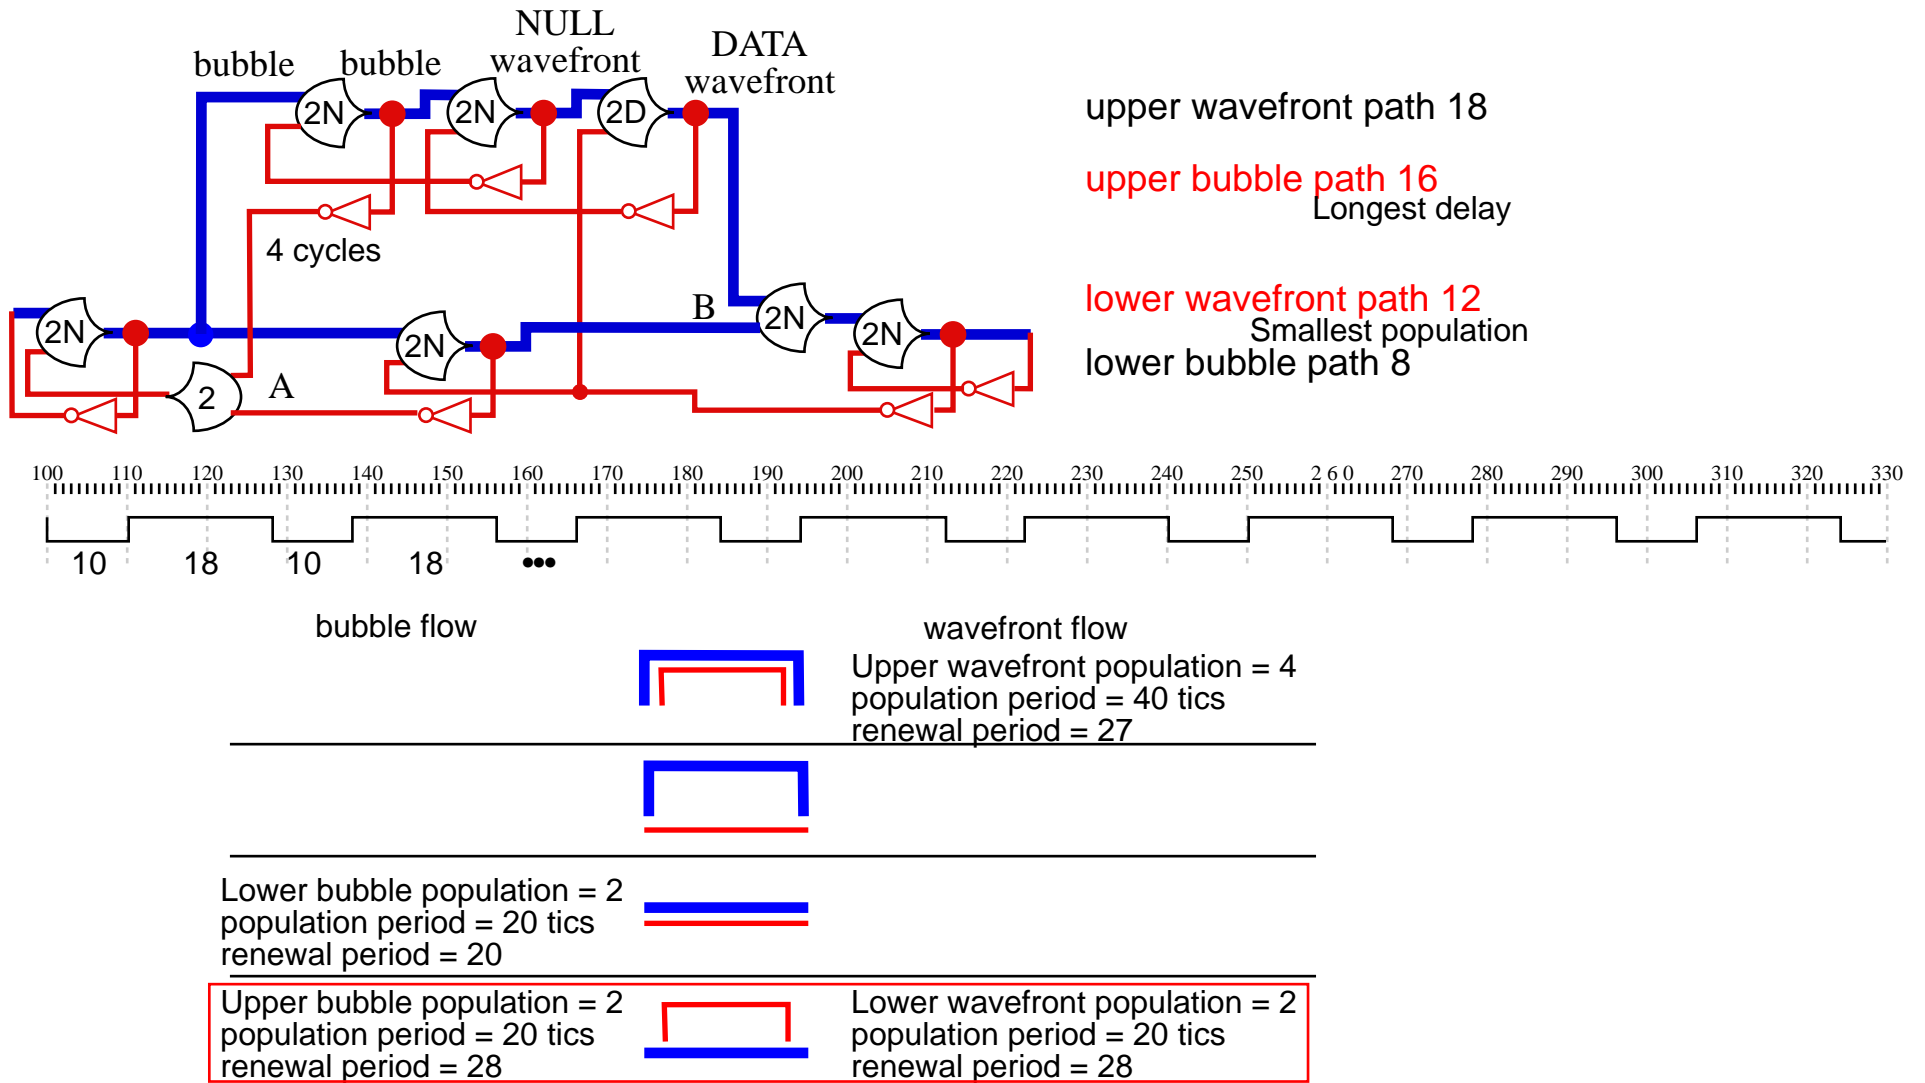 NULL
DATA
bubble bubble wavefront wavefront
2N 2N 2D
upper wavefront path 18
upper bubble path 16
Longest delay
4 cycles
lower wavefront path 12
Smallest population
lower bubble path 8
B
2N 2N 2N 2N
A
2
100 110 120 130 140 150 160 170 180 190 200 210 220 230 240 250 2 6 0 270 280 290 300 310 320 330
10 18 10 18 •••
bubble flow
wavefront flow
Upper wavefront population = 4
population period = 40 tics
renewal period = 27
Lower bubble population = 2
population period = 20 tics
renewal period = 20
Upper bubble population = 2
population period = 20 tics
renewal period = 28
Lower wavefront population = 2
population period = 20 tics
renewal period = 28